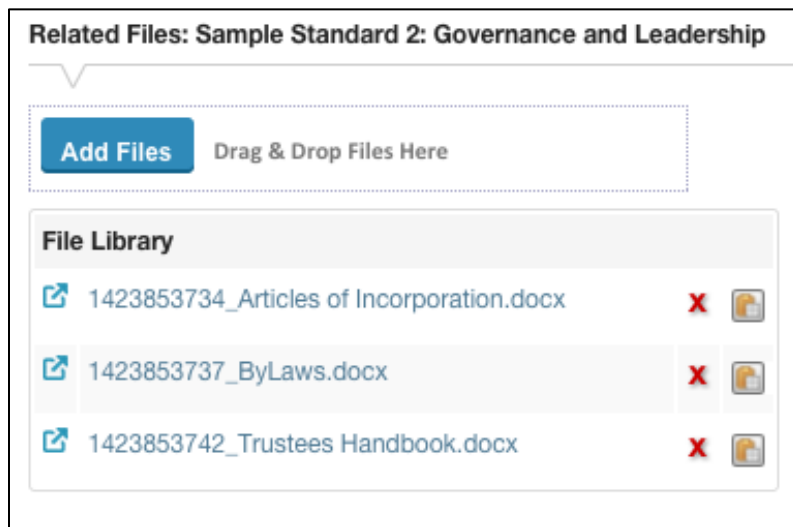 Related Files: Sample Standard 2: Governance and Leadership
Add Files Drag & Drop Files Here
File Library
1423853734_Articles of Incorporation.docx X
1423853737_ByLaws.docx X
1423853742_Trustees Handbook.docx X